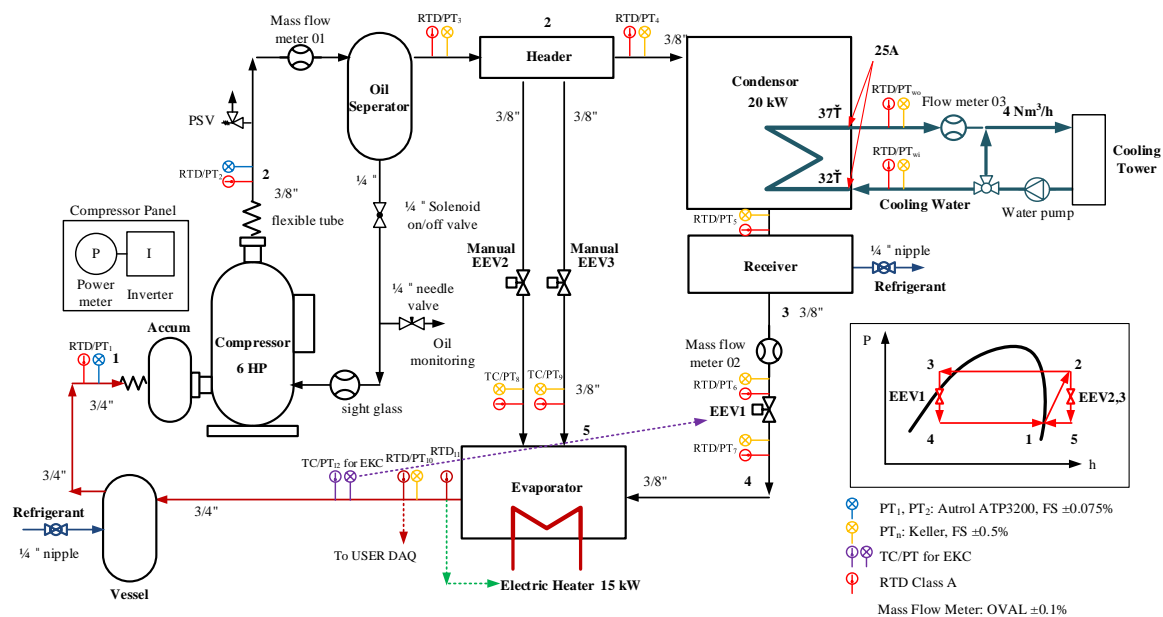 Mass flow
meter 01
RTD/PT3
2
RTD/PT4
3/8"
Header
Oil
Seperator
Condensor
20 kW
25A
RTD/PTwo
Flow meter 03
4 Nm3/h
37Ť
32Ť
RTD/PTwi
Cooling Water
Water pump
Cooling
Tower
PSV
RTD/PT2
2
3/8"
flexible tube
3/8"
3/8"
¼ "
¼ " Solenoid
on/off valve
RTD/PT5
Receiver
¼ " nipple
Refrigerant
Compressor Panel
P
I
Power
meter
Inverter
Manual
EEV2
Manual
EEV3
¼ " needle
valve
Oil
monitoring
3
3/8"
Accum
Compressor
6 HP
RTD/PT1
1
3/4"
sight glass
Mass flow
meter 02
TC/PT8
TC/PT9
3/8"
RTD/PT6
EEV1
RTD/PT7
4
5
P
3
2
EEV1
EEV2,3
4
1
5
h
3/4"
TC/PT12 for EKC
RTD/PT10
RTD11
Evaporator
3/8"
3/4"
Refrigerant
¼ " nipple
Vessel
To USER DAQ
Electric Heater 15 kW
PT1, PT2: Autrol ATP3200, FS ±0.075%
PTn: Keller, FS ±0.5%
TC/PT for EKC
RTD Class A
Mass Flow Meter: OVAL ±0.1%